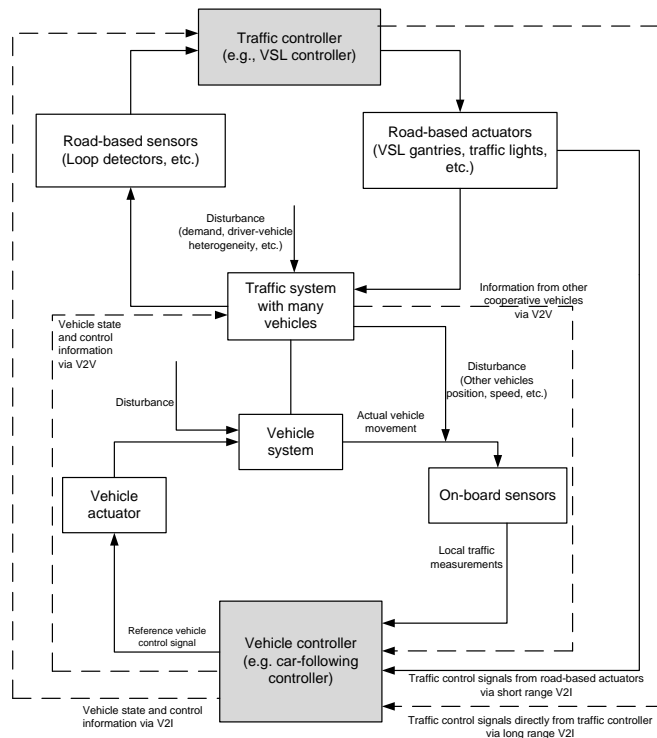 Traffic controller
(e.g., VSL controller)
Road-based sensors
(Loop detectors, etc.)
Road-based actuators
(VSL gantries, traffic lights,
etc.)
Disturbance
(demand, driver-vehicle
heterogeneity, etc.)
Traffic system
with many
vehicles
Information from other
cooperative vehicles
via V2V
Vehicle state
and control
information
via V2V
Disturbance
(Other vehicles
position, speed, etc.)
Disturbance
Actual vehicle
movement
Vehicle
system
Vehicle
actuator
On-board sensors
Local traffic
measurements
Reference vehicle
control signal
Vehicle controller
(e.g. car-following
controller)
Traffic control signals from road-based actuators
via short range V2I
Vehicle state and control
information via V2I
Traffic control signals directly from traffic controller
via long range V2I